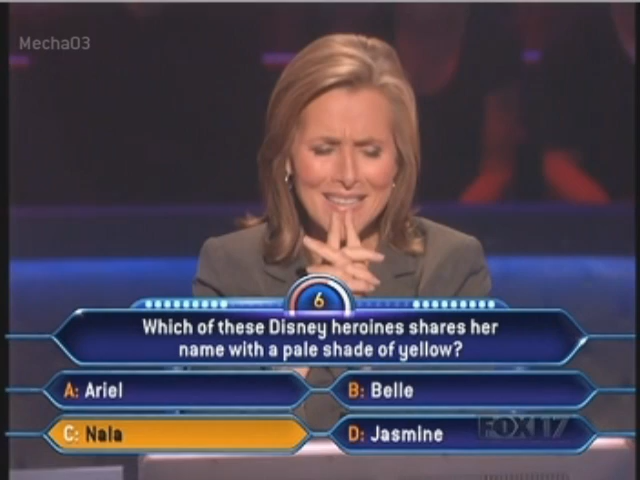 Mecha03
6
Which of these Disney heroines shares her
name with a pale shade of yellow?
A: Ariel
B: Belle
C: Nala
D: Jasmine
FOX17